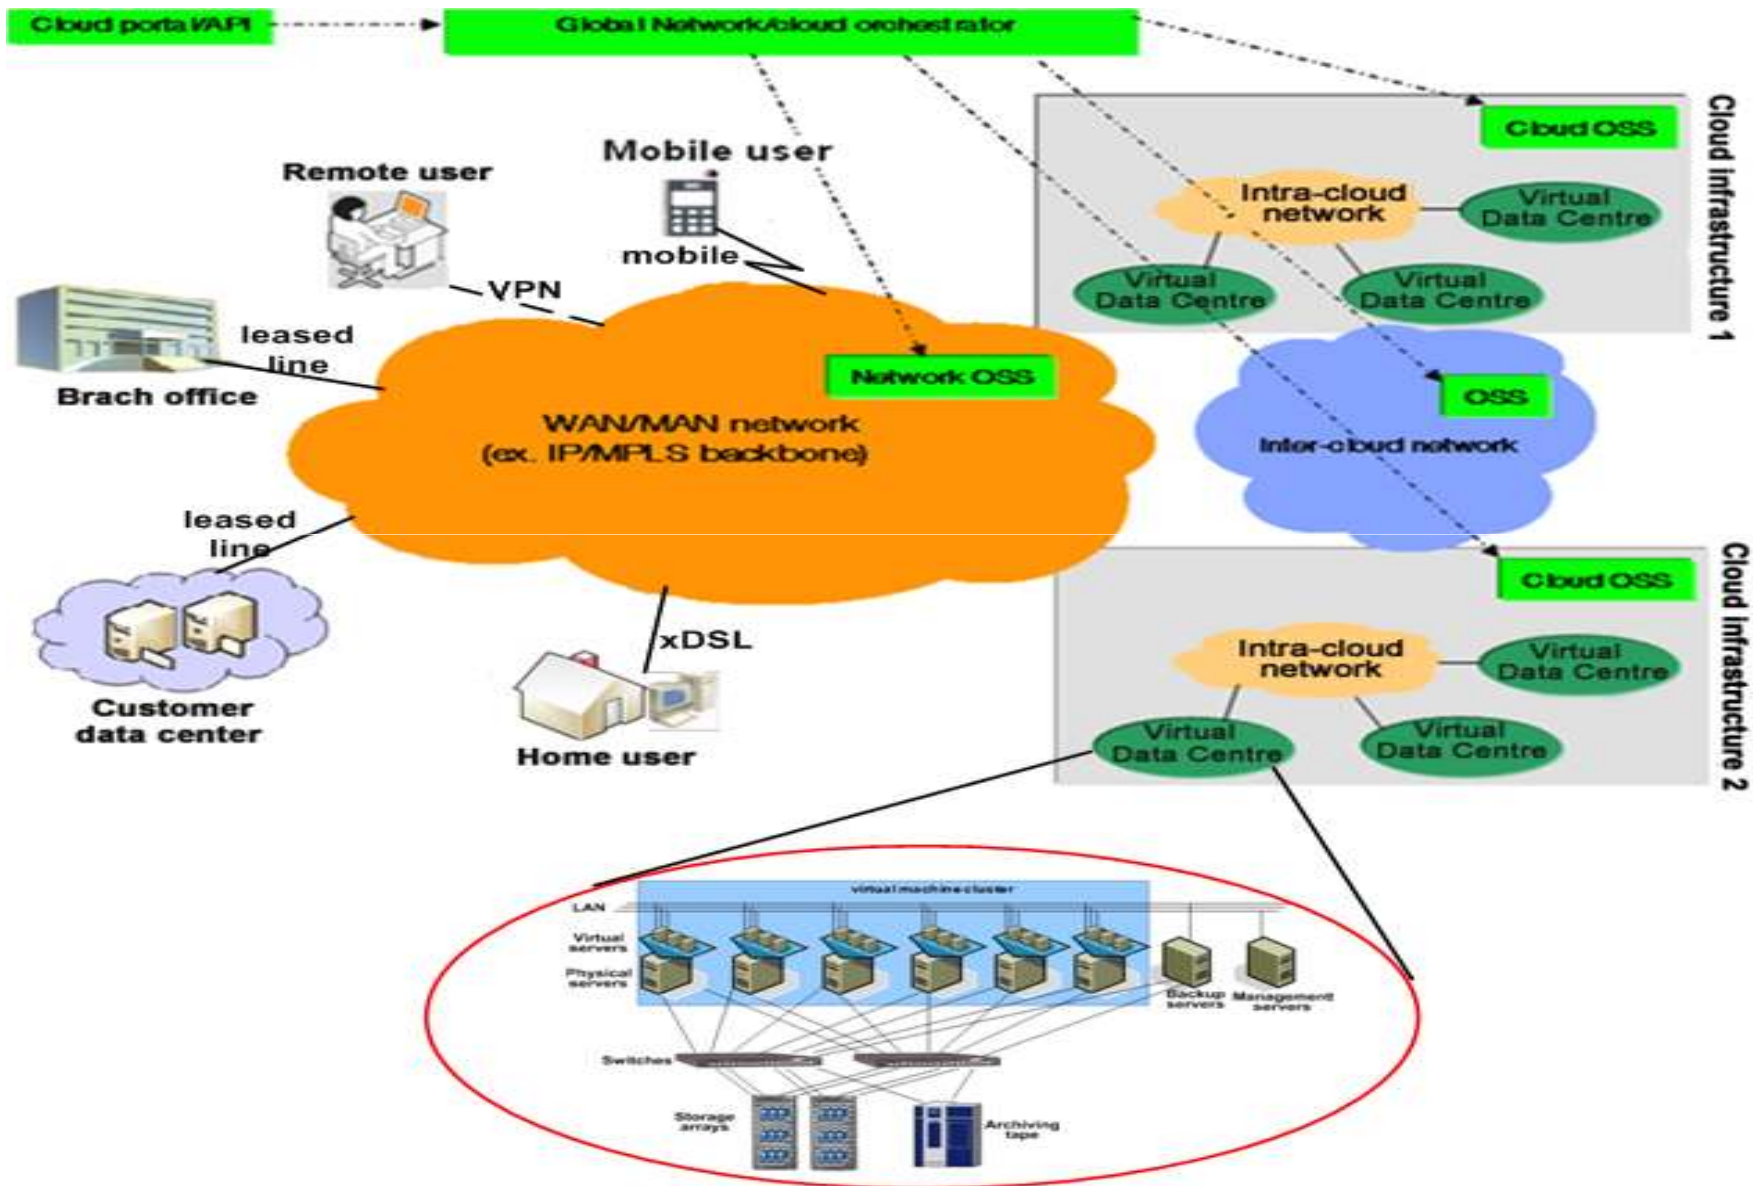 Cloud portal/API
Global Network/cloud orchestrator
Cloud OSS
Cloud infrastructure 1
Mobile user
Remote user
Intra-cloud
network
Virtual
Data Centre
mobile
Virtual
Data Centre
Virtual
Data Centre
VPN
leased
line
Brach office
Network OSS
OSS
WAN/MAN network
(ex. IP/MPLS backbone)
Inter-cloud network
leased
line
Cloud OSS
Cloud infrastructure 2
xDSL
Intra-cloud
network
Virtual
Data Centre
Customer
data center
Home user
Virtual
Data Centre
Virtual
Data Centre
virtual machine cluster
LAN
Virtual
servers
Physical
servers
Backup
servers
Management
servers
Switches
Storage
arrays
Archiving
tape